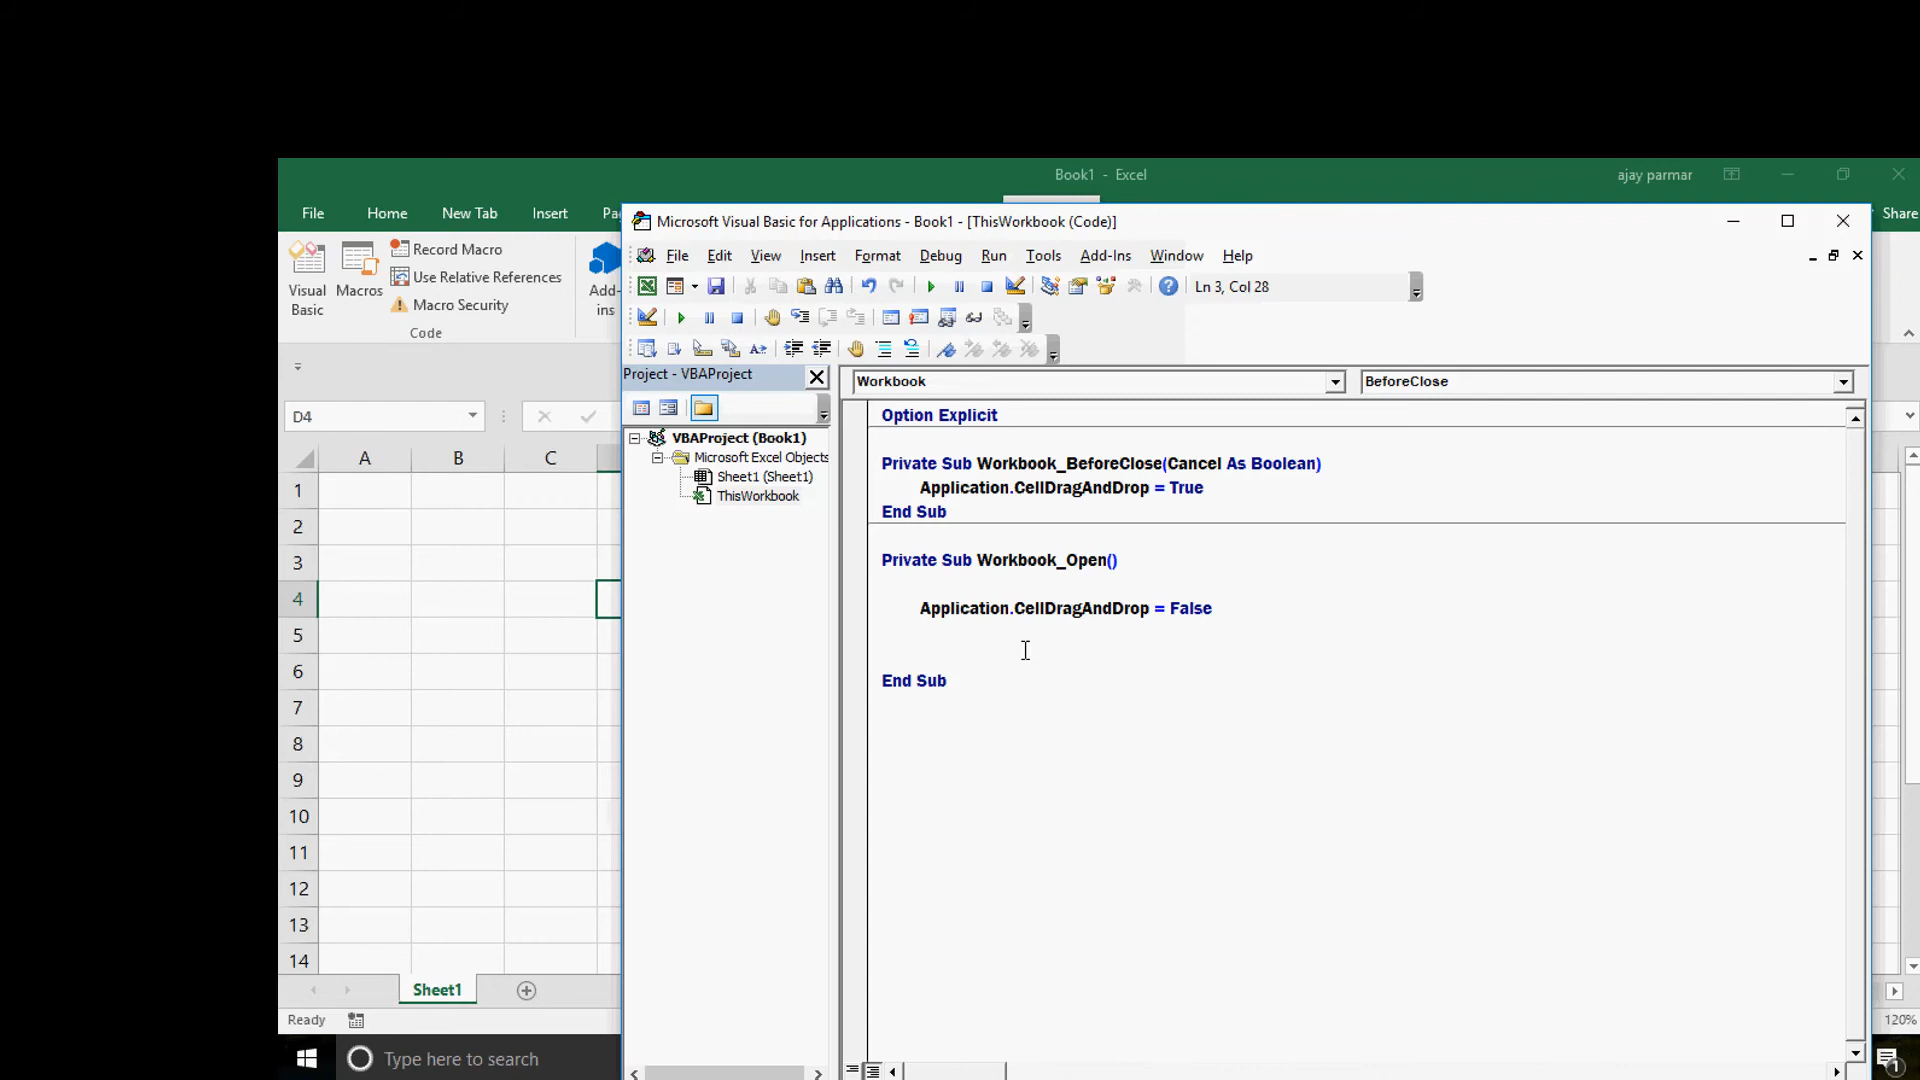 Book1 - Excel
ajay parmar
File Home New Tab Insert
Share
Microsoft Visual Basic for Applications - Book1 - [ThisWorkbook (Code)]
Visual Basic
Macros
Record Macro
Use Relative References
Macro Security
Code
Add-
ins
File Edit View Insert Format Debug Run Tools Add-Ins Window Help
Ln 3, Col 28
Project - VBAProject
Workbook
BeforeClose
D4
VBAProject (Book1)
Microsoft Excel Objects
Sheet1 (Sheet1)
ThisWorkbook
Option Explicit
Private Sub Workbook_BeforeClose(Cancel As Boolean)
Application.CellDragAndDrop = True
End Sub
Private Sub Workbook_Open()
Application.CellDragAndDrop = False
End Sub
A B C
1
2
3
4
5
6
7
8
9
10
11
12
13
14
Sheet1
Ready
120%
Type here to search
1